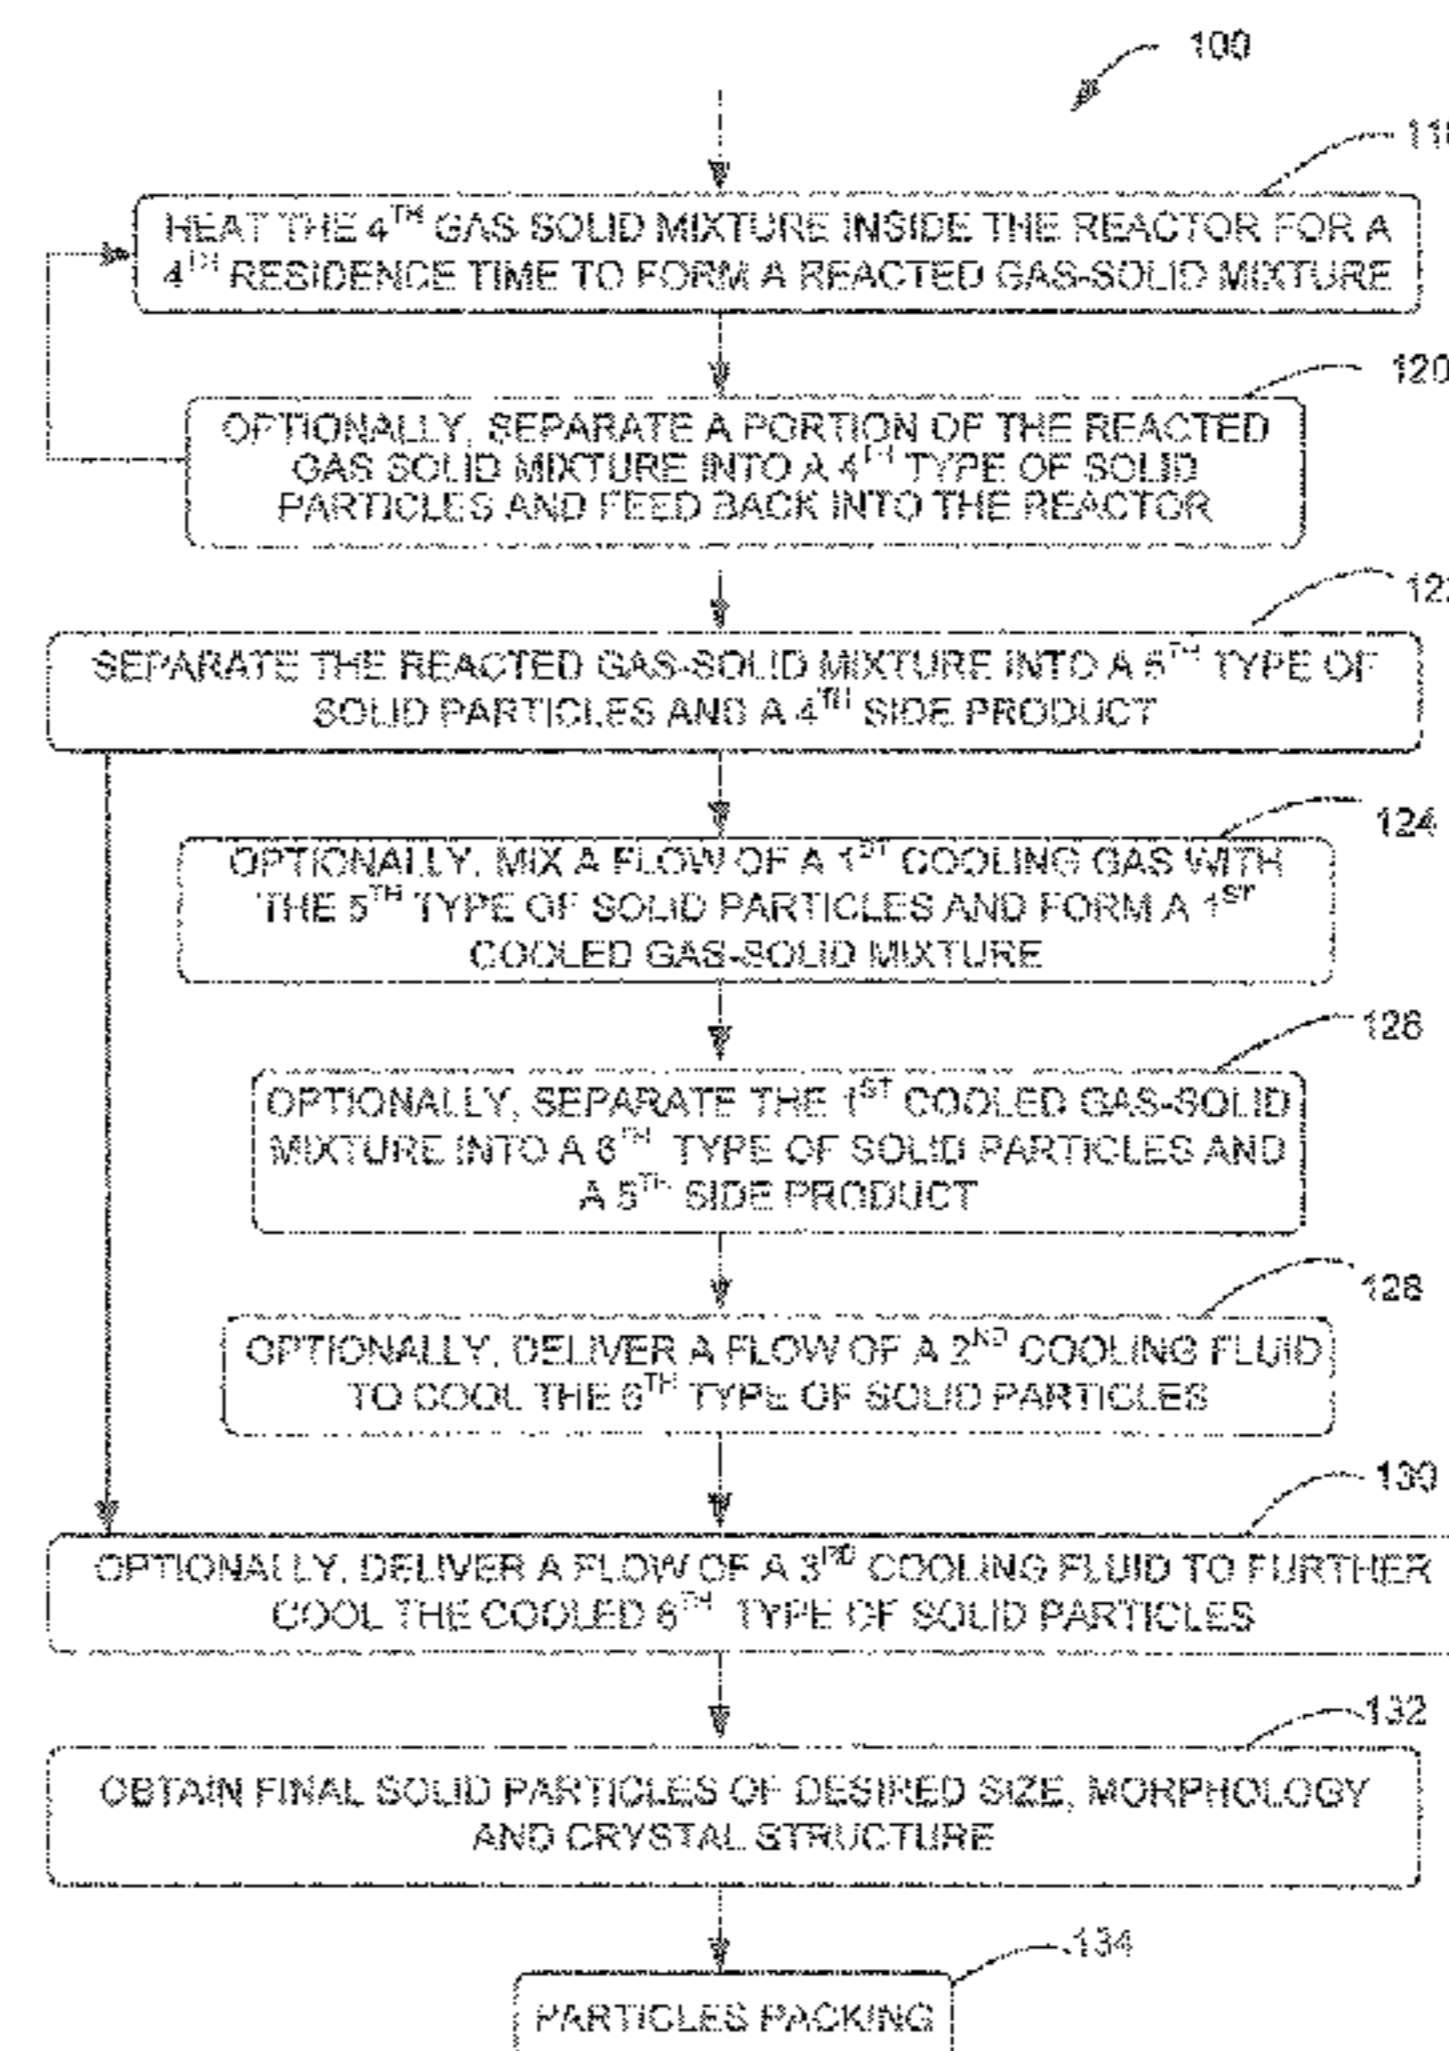 100
HEAT THE 4TH GAS-SOLID MIXTURE INSIDE THE REACTOR FOR A
4TH RESIDENCE TIME TO FORM A REACTED GAS-SOLID MIXTURE
120
OPTIONALLY, SEPARATE A PORTION OF THE REACTED
GAS SOLID MIXTURE INTO A 4TH TYPE OF SOLID
PARTICLES AND FEED BACK INTO THE REACTOR
SEPARATE THE REACTED GAS-SOLID MIXTURE INTO A 5TH TYPE OF
SOLID PARTICLES AND A 4TH SIDE PRODUCT
124
OPTIONALLY, MIX A FLOW OF A 1ST COOLING GAS WITH
THE 5TH TYPE OF SOLID PARTICLES AND FORM A 1ST
COOLED GAS-SOLID MIXTURE
126
OPTIONALLY, SEPARATE THE 1ST COOLED GAS-SOLID
MIXTURE INTO A 6TH TYPE OF SOLID PARTICLES AND
A 5TH SIDE PRODUCT
128
OPTIONALLY, DELIVER A FLOW OF A 2ND COOLING FLUID
TO COOL THE 6TH TYPE OF SOLID PARTICLES
130
OPTIONALLY, DELIVER A FLOW OF A 3RD COOLING FLUID TO FURTHER
COOL THE COOLED 6TH TYPE OF SOLID PARTICLES
132
OBTAIN FINAL SOLID PARTICLES OF DESIRED SIZE, MORPHOLOGY
AND CRYSTAL STRUCTURE
134
PARTICLES PACKING